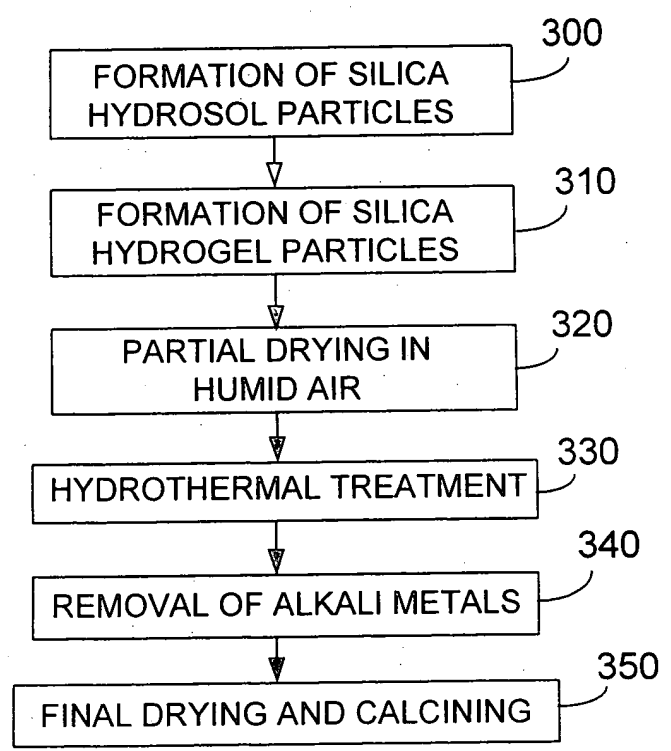 300
FORMATION OF SILICA
HYDROSOL PARTICLES
310
FORMATION OF SILICA
HYDROGEL PARTICLES
320
PARTIAL DRYING IN
HUMID AIR
330
HYDROTHERMAL TREATMENT
340
REMOVAL OF ALKALI METALS
350
FINAL DRYING AND CALCINING